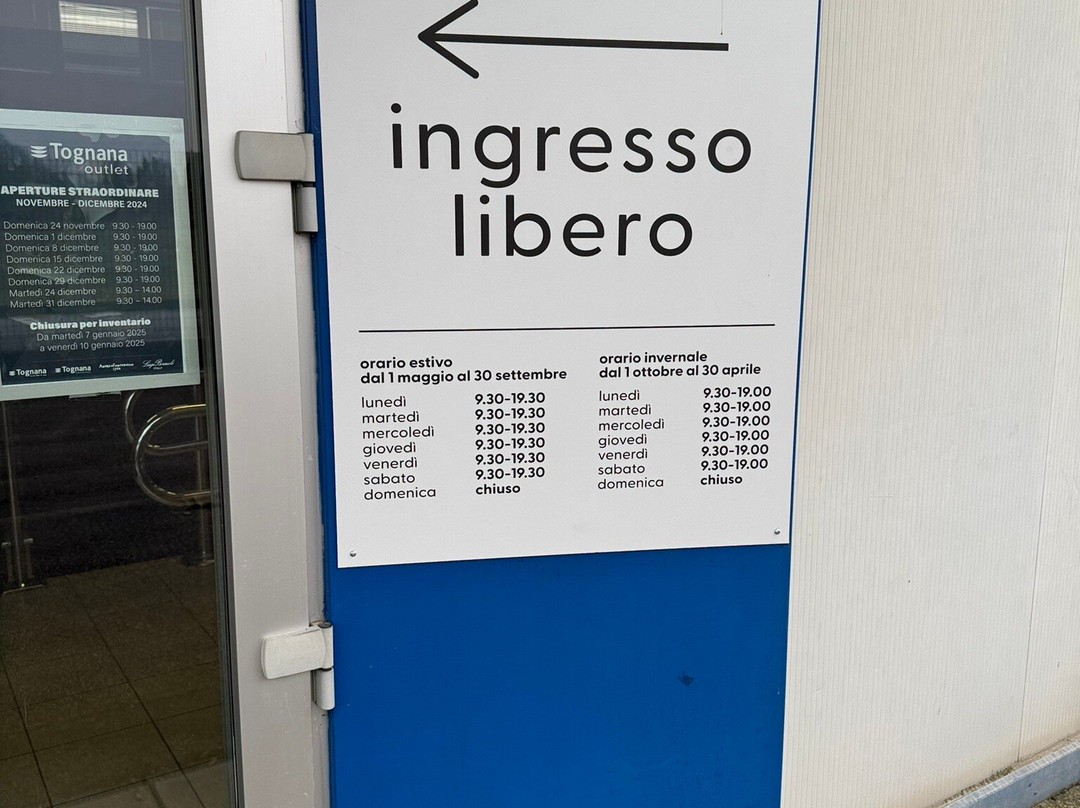 Tognana
outlet
APERTURE STRAORDINARE
NOVEMBRE - DICEMBRE 2024
Domenica 24 novembre 9.30 - 19.00
Domenica 1 dicembre 9.30 - 19.00
Domenica 8 dicembre 9.30 - 19.00
Domenica 15 dicembre 9.30 - 19.00
Domenica 22 dicembre 9.30 - 19.00
Domenica 29 dicembre 9.30 - 19.00
Martedì 24 dicembre 9.30 - 14.00
Martedì 31 dicembre 9.30 - 14.00
Chiusura per inventario
Da martedì 7 gennaio 2025
a venerdì 10 gennaio 2025
Tognana Tognana
ingresso
libero
orario estivo
dal 1 maggio al 30 settembre
lunedì 9.30-19.30
martedì 9.30-19.30
mercoledì 9.30-19.30
giovedì 9.30-19.30
venerdì 9.30-19.30
sabato 9.30-19.30
domenica chiuso
orario invernale
dal 1 ottobre al 30 aprile
lunedì 9.30-19.00
martedì 9.30-19.00
mercoledì 9.30-19.00
giovedì 9.30-19.00
venerdì 9.30-19.00
sabato 9.30-19.00
domenica chiuso